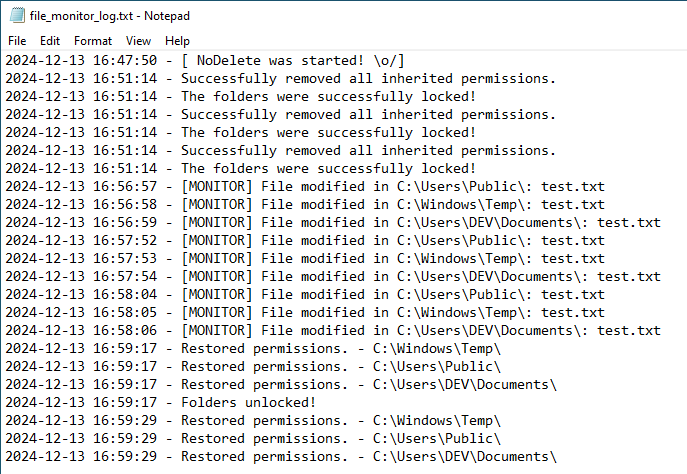 file_monitor_log.txt - Notepad
File Edit Format View Help
2024-12-13 16:47:50 - [ NoDelete was started! \o/]
2024-12-13 16:51:14 - Successfully removed all inherited permissions.
2024-12-13 16:51:14 - The folders were successfully locked!
2024-12-13 16:51:14 - Successfully removed all inherited permissions.
2024-12-13 16:51:14 - The folders were successfully locked!
2024-12-13 16:51:14 - Successfully removed all inherited permissions.
2024-12-13 16:51:14 - The folders were successfully locked!
2024-12-13 16:56:57 - [MONITOR] File modified in C:\Users\Public\: test.txt
2024-12-13 16:56:58 - [MONITOR] File modified in C:\Windows\Temp\: test.txt
2024-12-13 16:56:59 - [MONITOR] File modified in C:\Users\DEV\Documents\: test.txt
2024-12-13 16:57:52 - [MONITOR] File modified in C:\Users\Public\: test.txt
2024-12-13 16:57:53 - [MONITOR] File modified in C:\Windows\Temp\: test.txt
2024-12-13 16:57:54 - [MONITOR] File modified in C:\Users\DEV\Documents\: test.txt
2024-12-13 16:58:04 - [MONITOR] File modified in C:\Users\Public\: test.txt
2024-12-13 16:58:05 - [MONITOR] File modified in C:\Windows\Temp\: test.txt
2024-12-13 16:58:06 - [MONITOR] File modified in C:\Users\DEV\Documents\: test.txt
2024-12-13 16:59:17 - Restored permissions. - C:\Windows\Temp\
2024-12-13 16:59:17 - Restored permissions. - C:\Users\Public\
2024-12-13 16:59:17 - Restored permissions. - C:\Users\DEV\Documents\
2024-12-13 16:59:17 - Folders unlocked!
2024-12-13 16:59:29 - Restored permissions. - C:\Windows\Temp\
2024-12-13 16:59:29 - Restored permissions. - C:\Users\Public\
2024-12-13 16:59:29 - Restored permissions. - C:\Users\DEV\Documents\